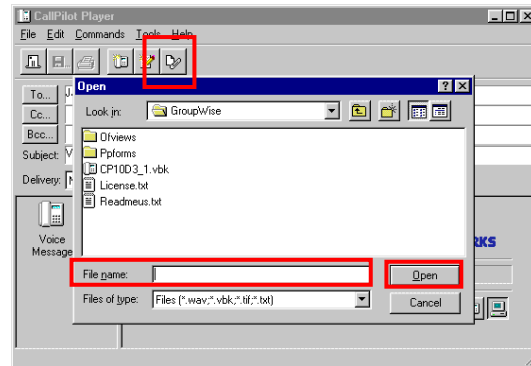 CallPilot Player
File Edit Commands Tools Help
To... J.
Open
Look in: GroupWise
Cc...
Bcc...
Subject: V
Delivery: N
Ofviews
Ppforms
CP10D3_1.vbk
License.txt
Readmeus.txt
Voice
Message
RKS
File name:
Open
Files of type: Files (*.wav;*.vbk;*.tif;*.txt)
Cancel